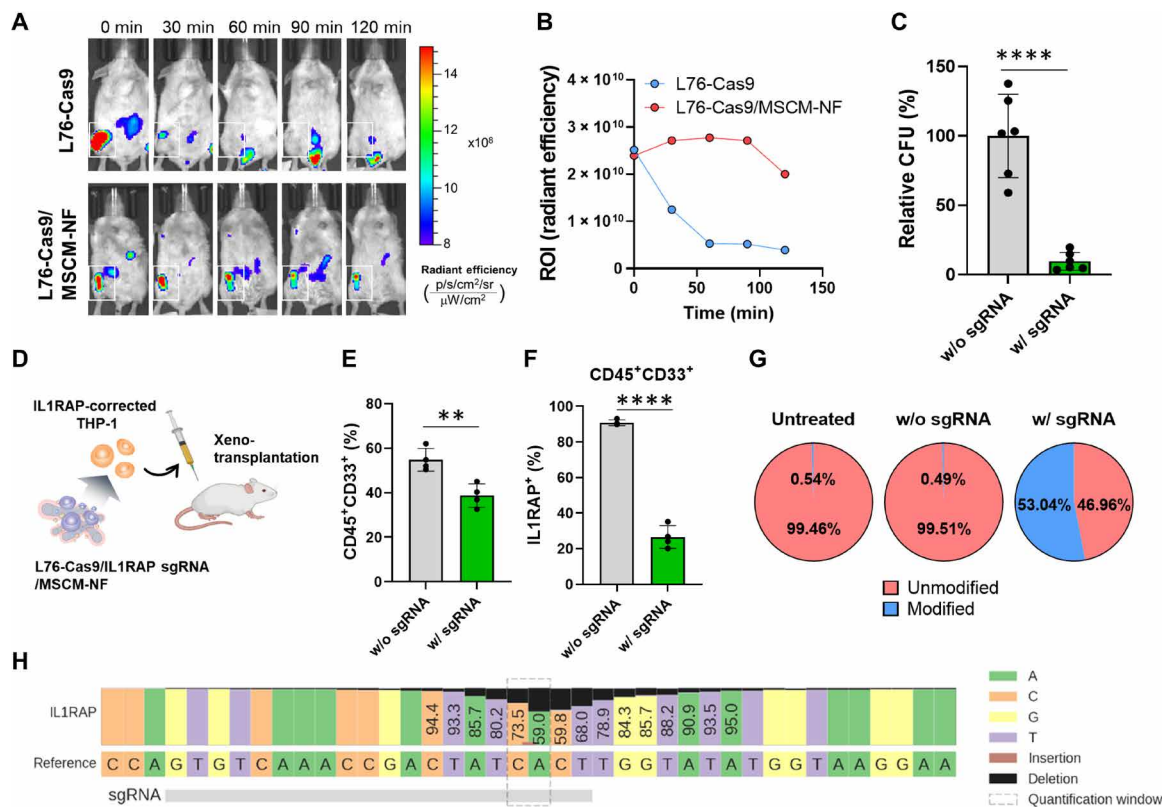 A
0 min 30 min 60 min 90 min 120 min
L76-Cas9
L76-Cas9/
MSCM-NF
14
12
x10⁸
10
8
Radiant efficiency
( p/s/cm²/sr / µW/cm² )
B
ROI (radiant efficiency)
4 × 10¹⁰
3 × 10¹⁰
2 × 10¹⁰
1 × 10¹⁰
0
0 50 100 150
Time (min)
L76-Cas9
L76-Cas9/MSCM-NF
C
Relative CFU (%)
150
100
50
0
****
w/o sgRNA
w/ sgRNA
D
IL1RAP-corrected
THP-1
Xeno-
transplantation
L76-Cas9/IL1RAP sgRNA
/MSCM-NF
E
CD45⁺CD33⁺ (%)
80
60
40
20
0
**
w/o sgRNA
w/ sgRNA
F
CD45⁺CD33⁺
IL1RAP⁺ (%)
100
80
60
40
20
0
****
w/o sgRNA
w/ sgRNA
G
Untreated w/o sgRNA w/ sgRNA
0.54% 0.49%
53.04% 46.96%
99.46% 99.51%
Unmodified
Modified
H
IL1RAP
94.4 93.3 85.7 80.2 73.5 59.0 59.8 68.0 78.9 84.3 85.7 88.2 90.9 93.5 95.0
Reference C C A G T G T C A A A C C G A C T A T C A C T T G G T A T A T G G T A A G G A A
sgRNA
A
C
G
T
Insertion
Deletion
Quantification window